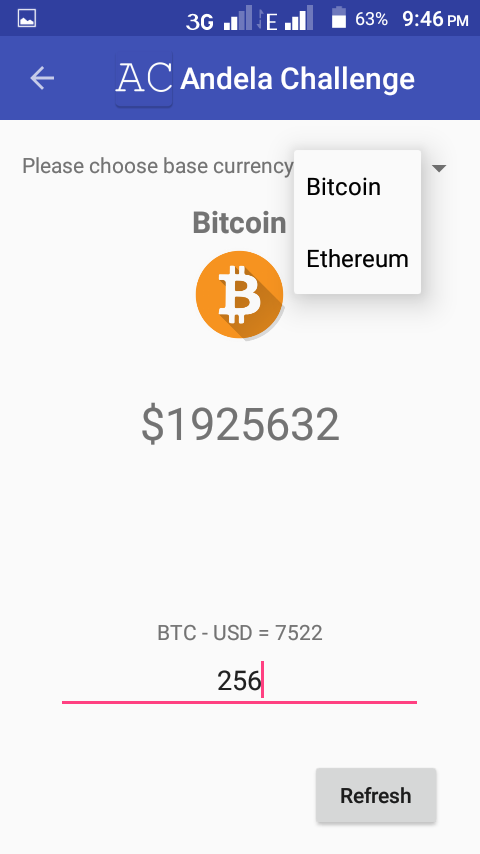 3G E 63% 9:46 PM
AC Andela Challenge
Please choose base currency
Bitcoin
Ethereum
Bitcoin
$1925632
BTC - USD = 7522
256
Refresh